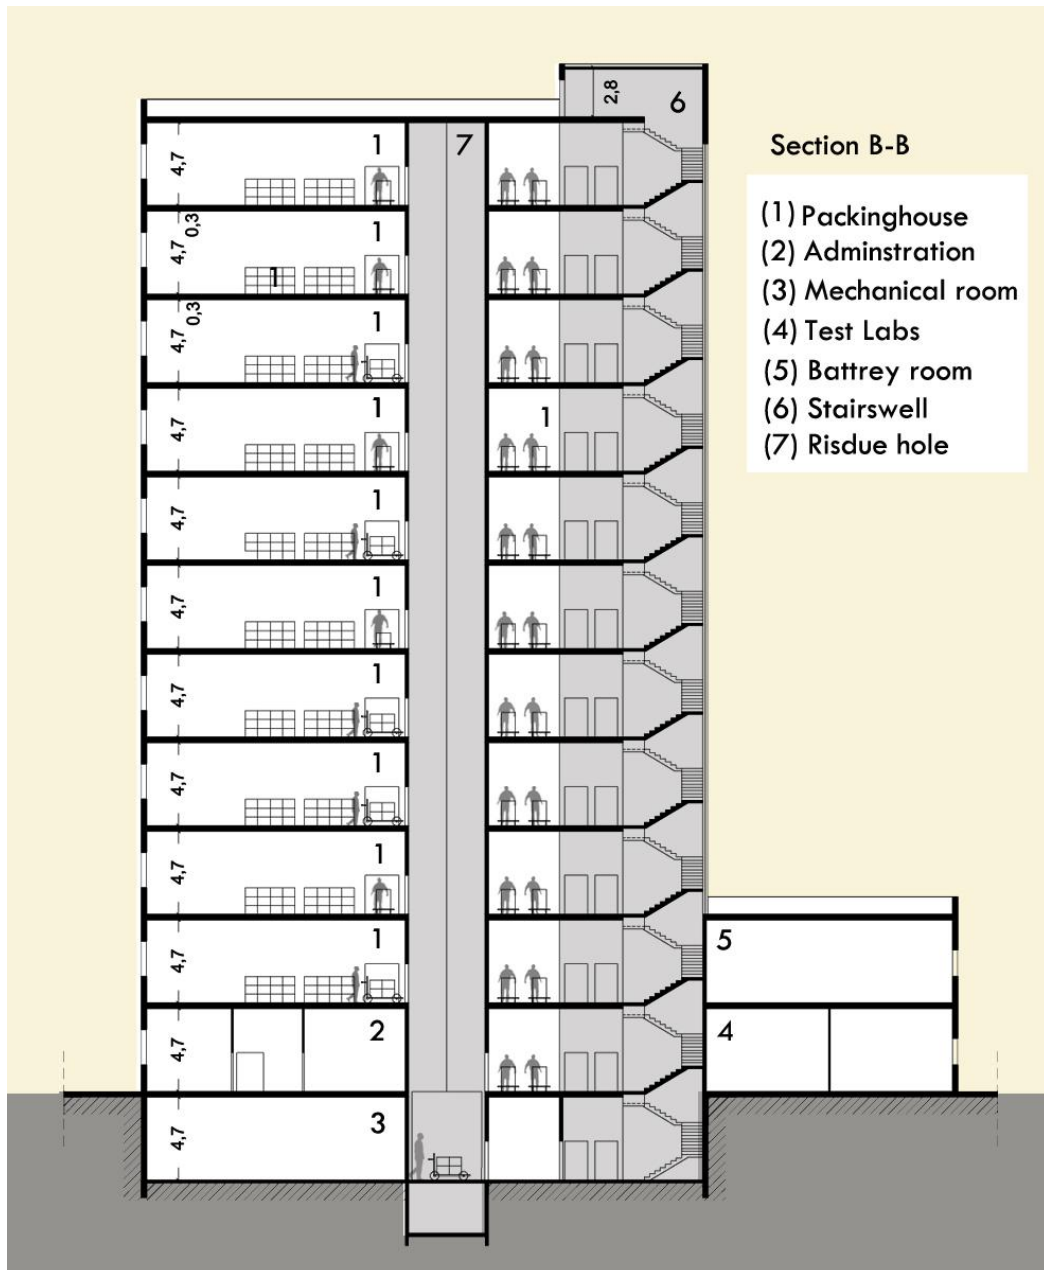 2,8
6
Section B-B
(1) Packinghouse
(2) Adminstration
(3) Mechanical room
(4) Test Labs
(5) Battrey room
(6) Stairswell
(7) Risdue hole
4,7 1 7
4,7 0,3 1
1
4,7 0,3 1
4,7 1 1
4,7 1
4,7 1
4,7 1
4,7 1
4,7 1
4,7 1 5
4,7 2 4
4,7 3